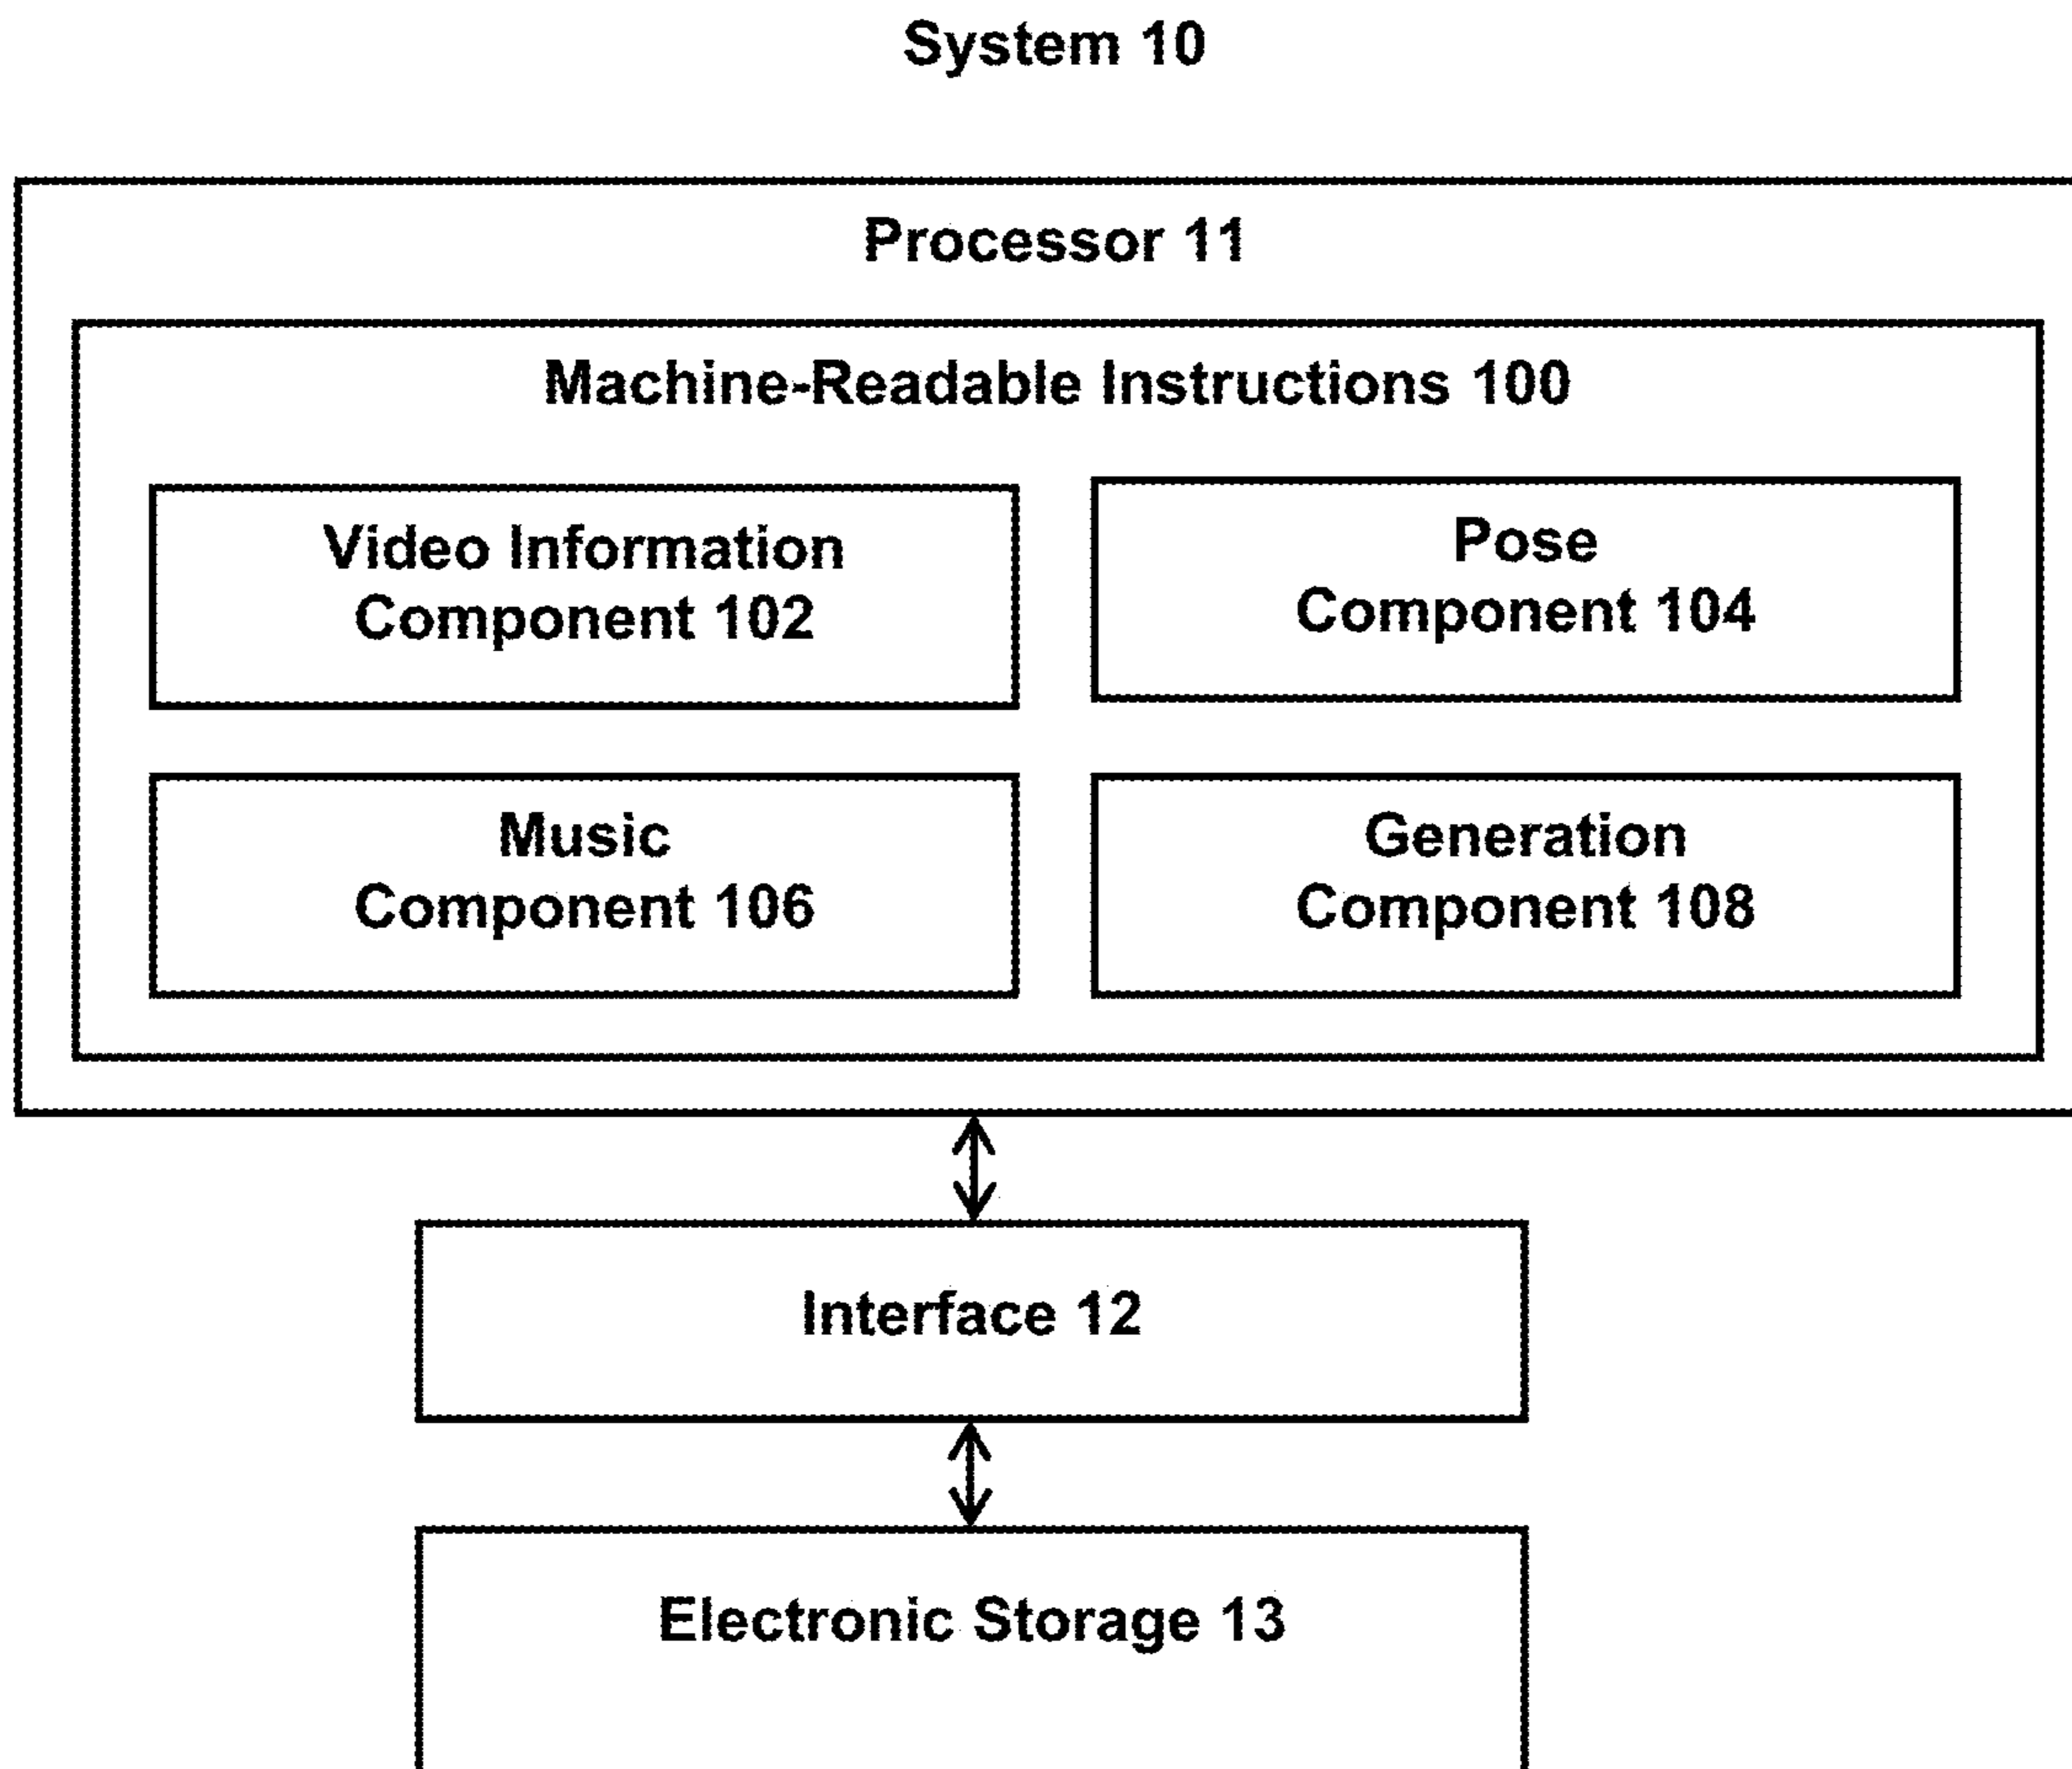 System 10
Processor 11
Machine-Readable Instructions 100
Video Information
Component 102
Pose
Component 104
Music
Component 106
Generation
Component 108
Interface 12
Electronic Storage 13